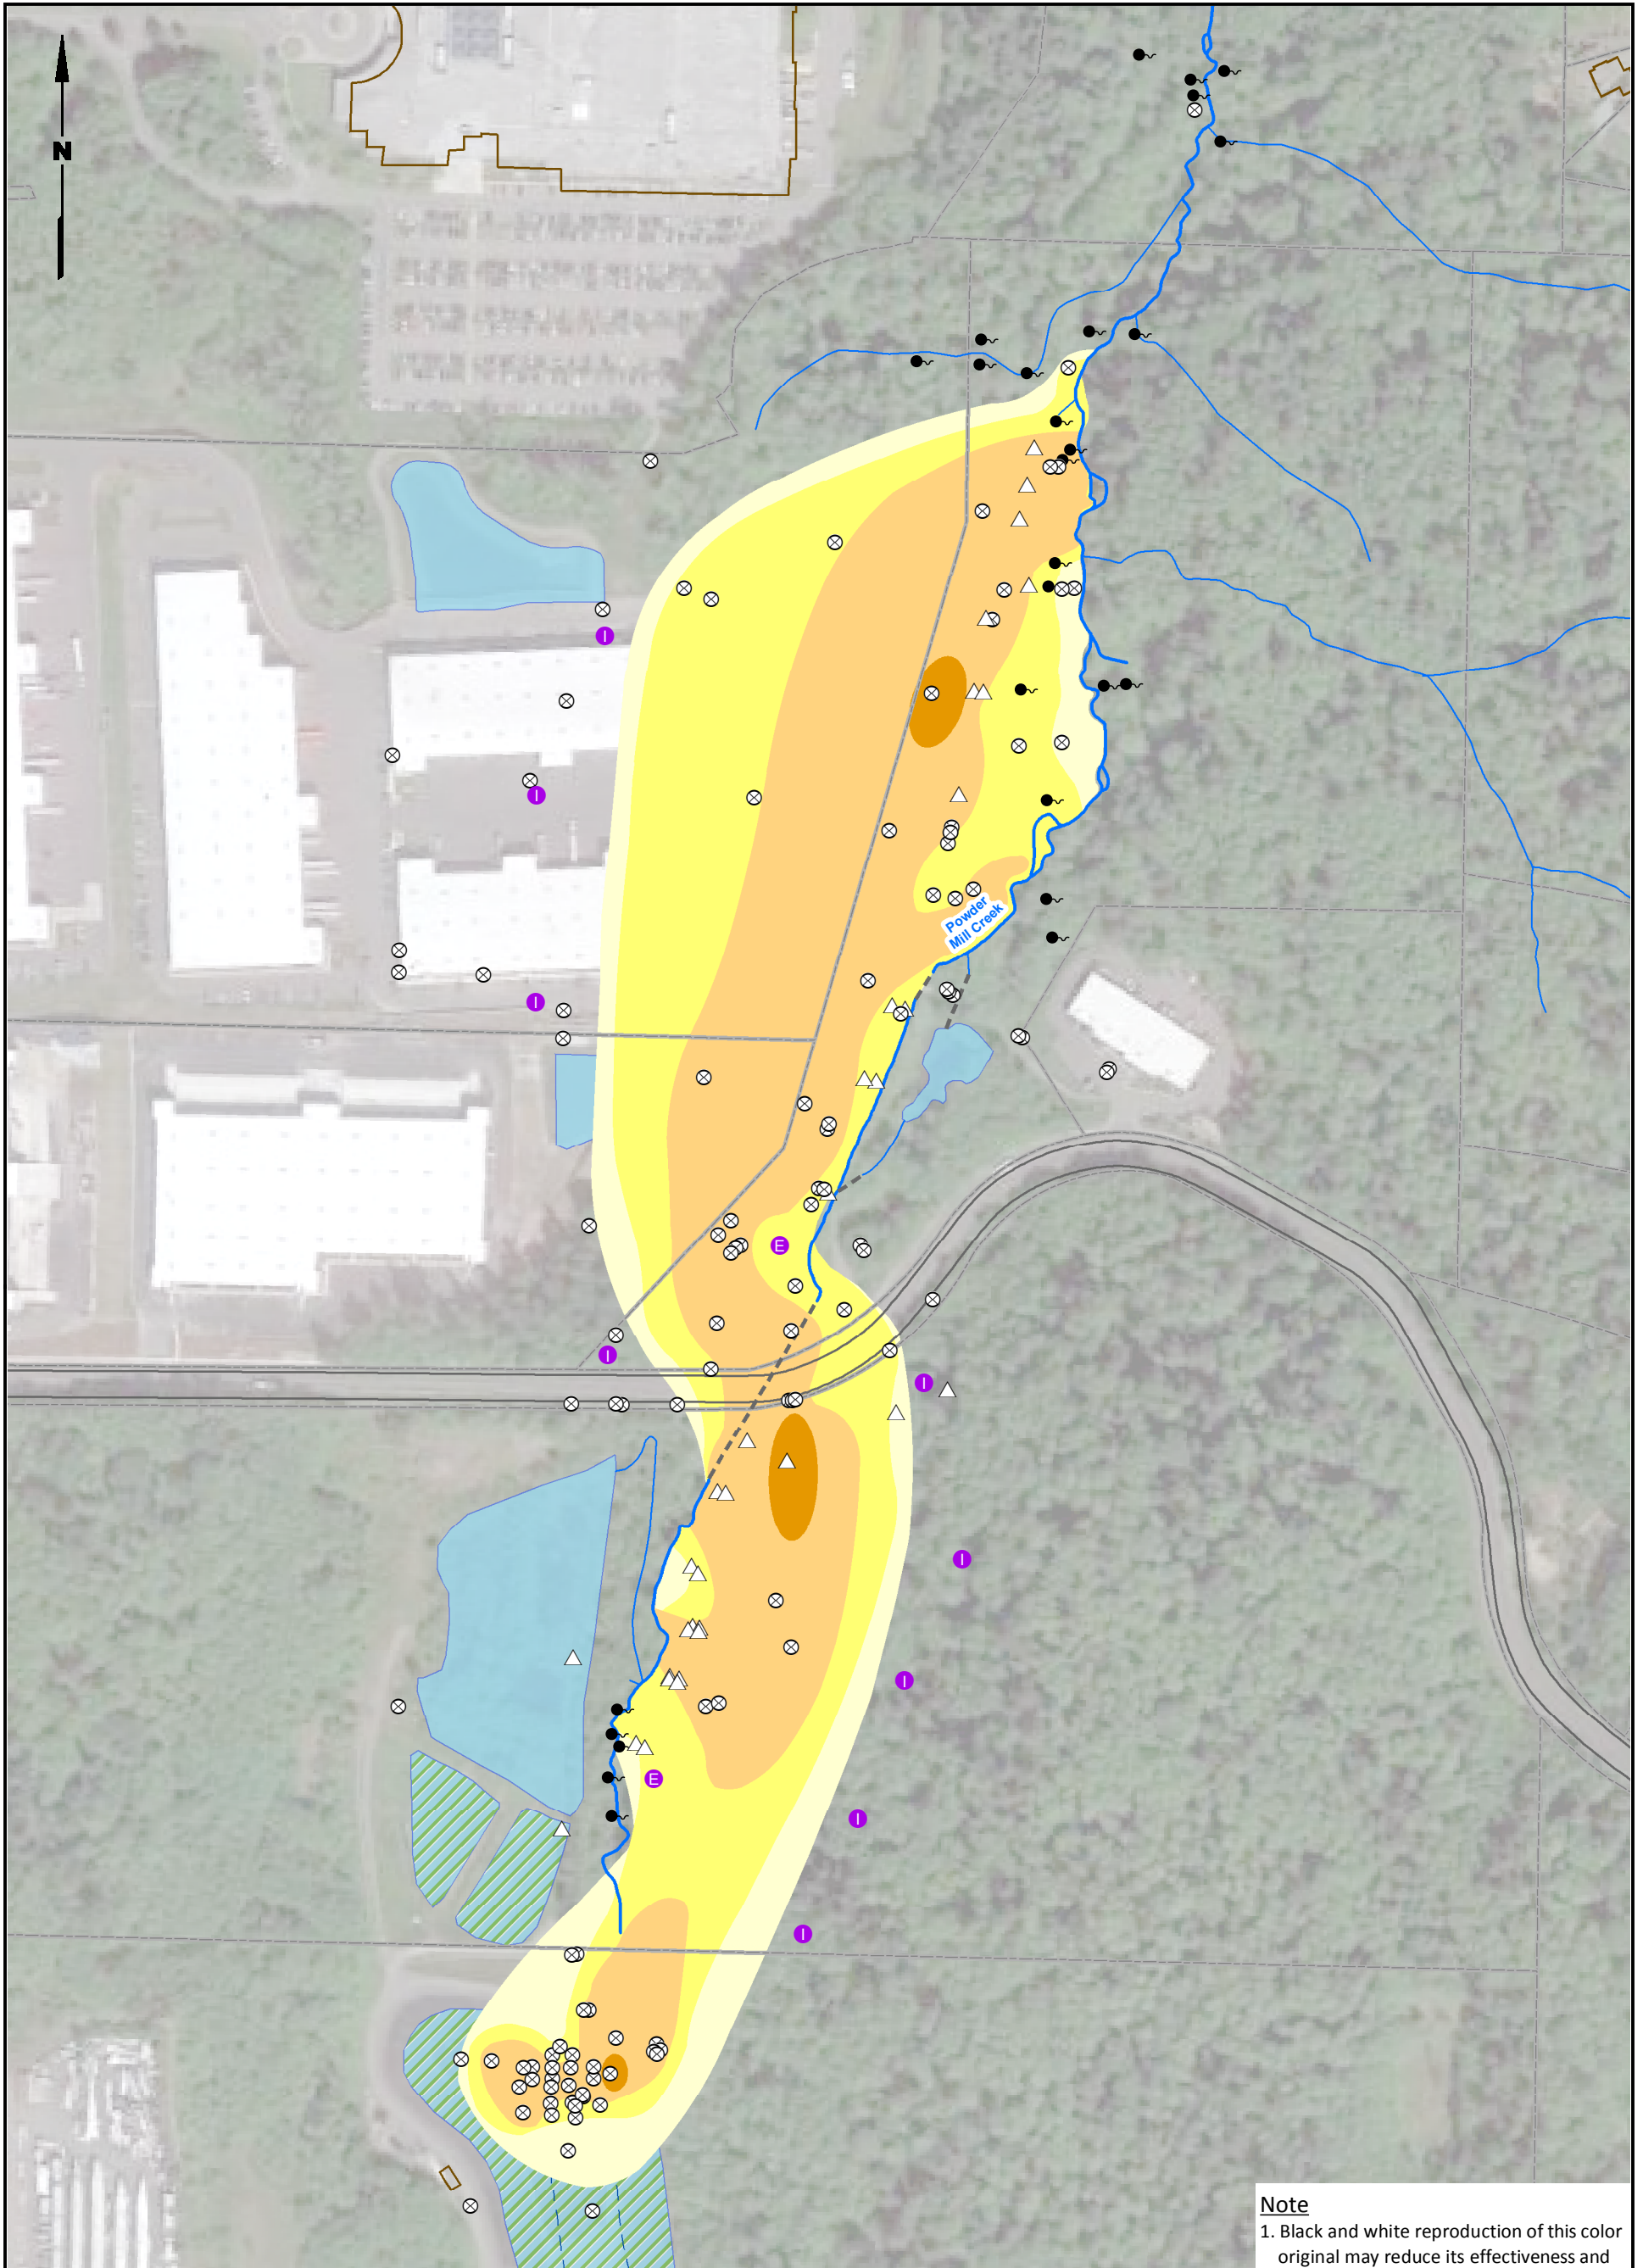 N
I
I
Powder
Mill Creek
I
E
I
I
I
I
E
I
I
Note
1. Black and white reproduction of this color
original may reduce its effectiveness and